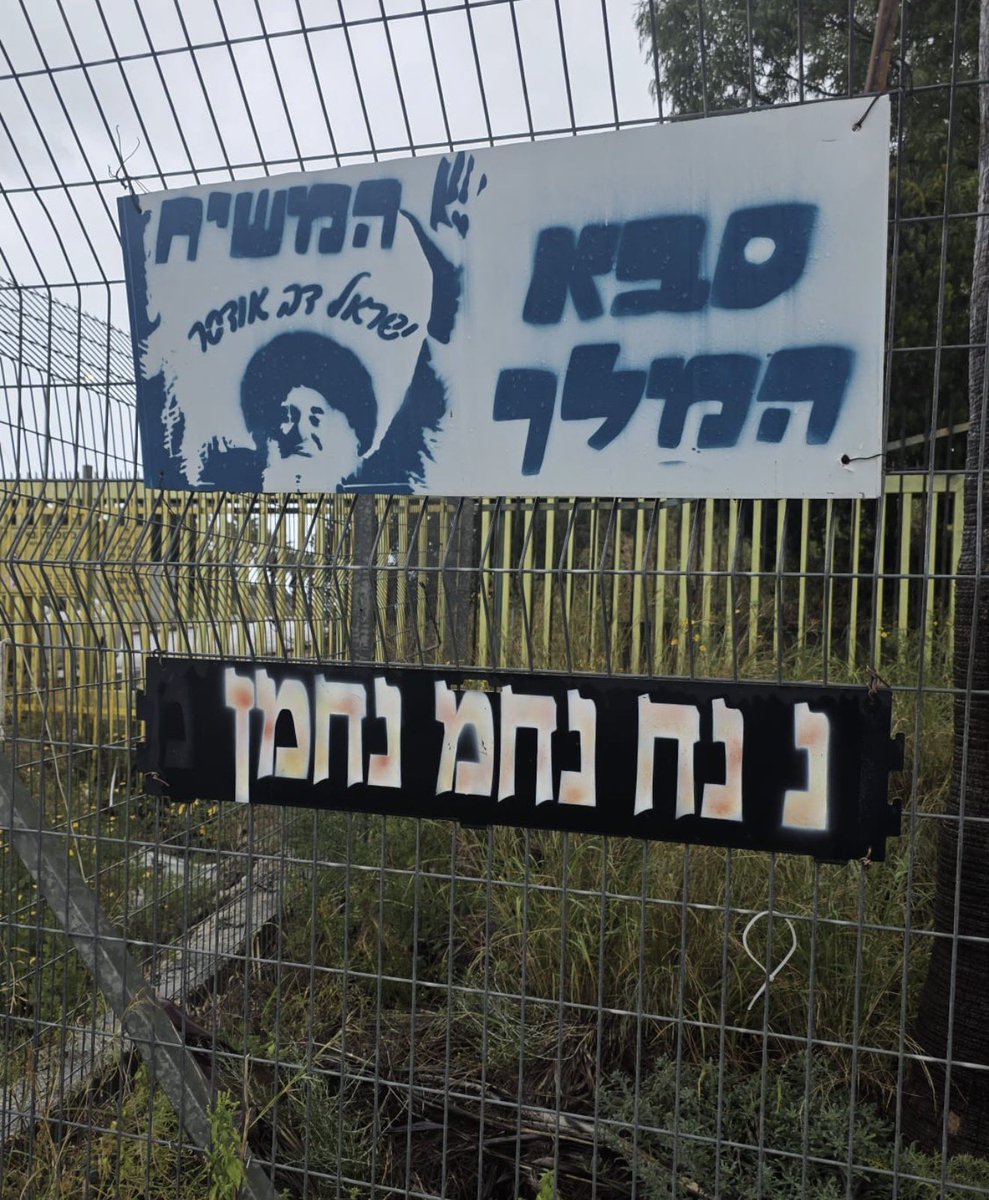 סבא
המלך
המשיח
ישראל דב אודסר
נ נח נחמ נחמן